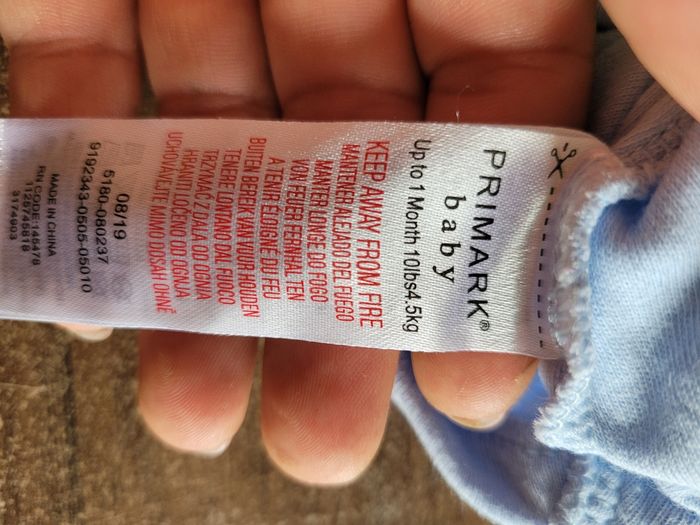 PRIMARK®
baby
Up to 1 Month 10lbs4.5kg
KEEP AWAY FROM FIRE
MANTENER ALEJADO DEL FUEGO
MANTER LONGE DO FOGO
VON FEUER FERNHALTEN
A TENIR ELOIGNE DU FEU
BUITEN BEREIK VAN VUUR HOUDEN
TENERE LONTANO DAL FUOCO
TRZYMAĆ Z DALA OD OGNIA
HRANITI LOČENO OD OGNJA
UCHOVÁVEJTE MIMO DOSAH OHNĚ
08/19
5180-080237
9192343-0505-05010
MADE IN CHINA
RN CODE:145478